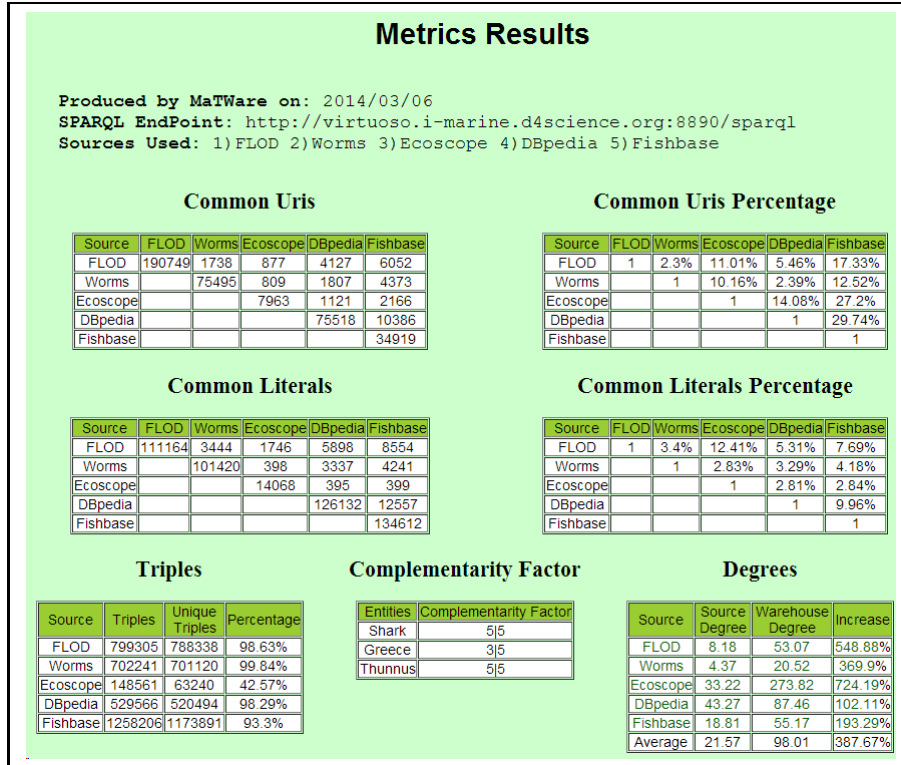 Metrics Results
Produced by MaTWare on: 2014/03/06
SPARQL EndPoint: http://virtuoso.i-marine.d4science.org:8890/sparql
Sources Used: 1)FLOD 2)Worms 3)Ecoscope 4)DBpedia 5)Fishbase
Common Uris
Source FLOD Worms Ecoscope DBpedia Fishbase
FLOD 190749 1738 877 4127 6052
Worms 75495 809 1807 4373
Ecoscope 7963 1121 2166
DBpedia 75518 10386
Fishbase 34919
Common Uris Percentage
Source FLOD Worms Ecoscope DBpedia Fishbase
FLOD 1 2.3% 11.01% 5.46% 17.33%
Worms 1 10.16% 2.39% 12.52%
Ecoscope 1 14.08% 27.2%
DBpedia 1 29.74%
Fishbase 1
Common Literals
Source FLOD Worms Ecoscope DBpedia Fishbase
FLOD 111164 3444 1746 5898 8554
Worms 101420 398 3337 4241
Ecoscope 14068 395 399
DBpedia 126132 12557
Fishbase 134612
Common Literals Percentage
Source FLOD Worms Ecoscope DBpedia Fishbase
FLOD 1 3.4% 12.41% 5.31% 7.69%
Worms 1 2.83% 3.29% 4.18%
Ecoscope 1 2.81% 2.84%
DBpedia 1 9.96%
Fishbase 1
Triples
Source Triples Unique Triples Percentage
FLOD 799305 788338 98.63%
Worms 702241 701120 99.84%
Ecoscope 148561 63240 42.57%
DBpedia 529566 520494 98.29%
Fishbase 1258206 1173891 93.3%
Complementarity Factor
Entities Complementarity Factor
Shark 5|5
Greece 3|5
Thunnus 5|5
Degrees
Source Source Degree Warehouse Degree Increase
FLOD 8.18 53.07 548.88%
Worms 4.37 20.52 369.9%
Ecoscope 33.22 273.82 724.19%
DBpedia 43.27 87.46 102.11%
Fishbase 18.81 55.17 193.29%
Average 21.57 98.01 387.67%